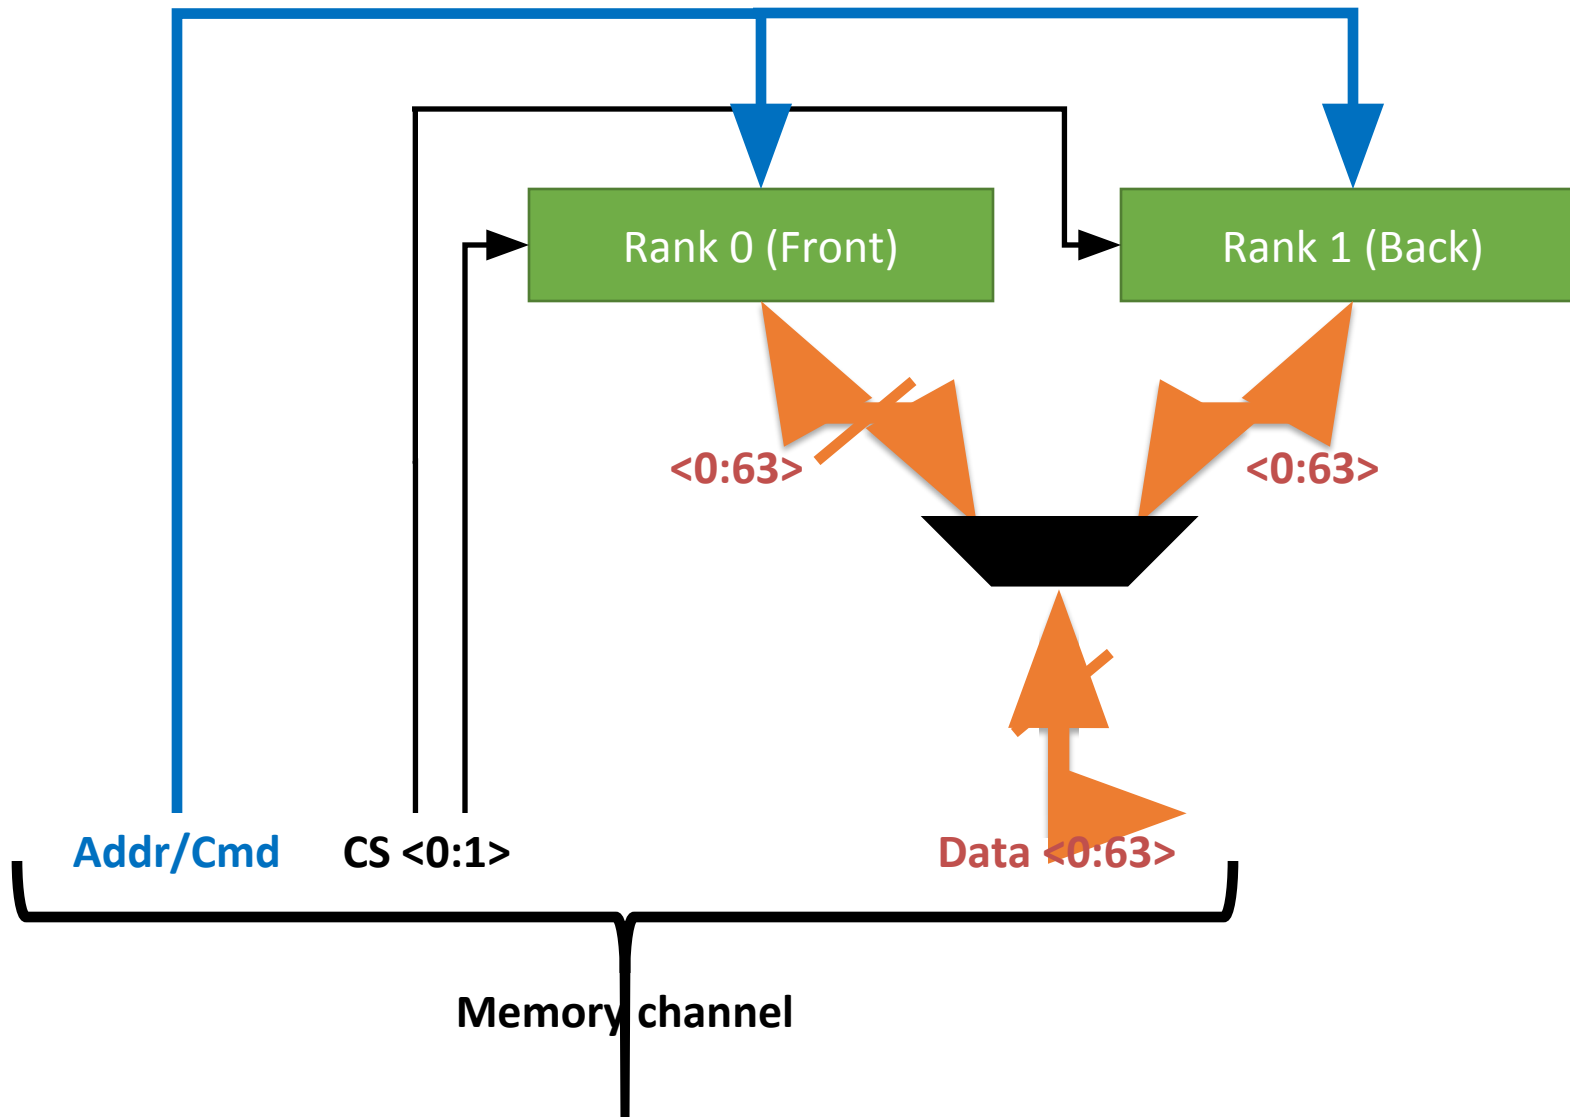 Rank 0 (Front)
Rank 1 (Back)
<0:63>
<0:63>
Addr/Cmd
CS <0:1>
Data <0:63>
Memory channel